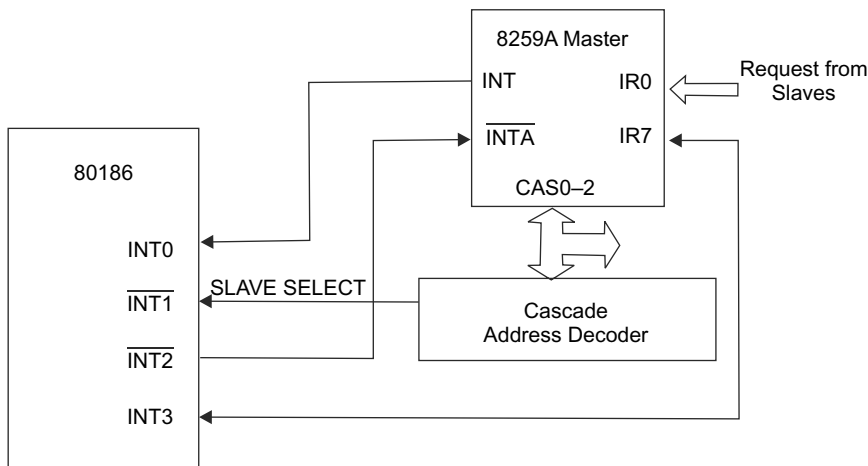 8259A Master
INT
IR0
Request from
Slaves
INTA
IR7
80186
CAS0–2
INT0
SLAVE SELECT
INT1
Cascade
Address Decoder
INT2
INT3